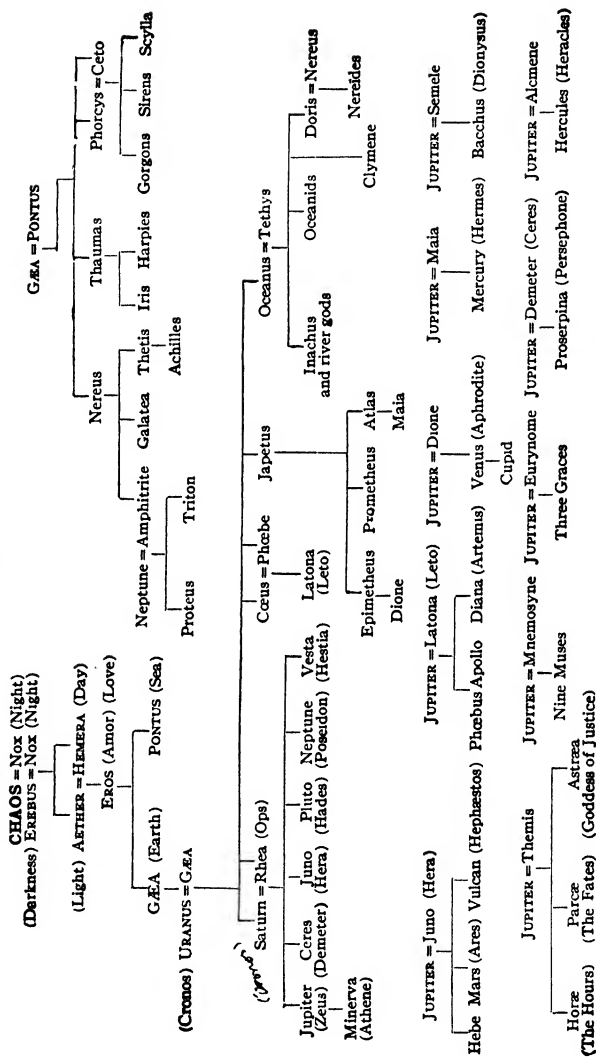 CHAOS = NOX (Night)
(Darkness) EREBUS = NOX (Night)
(Light) AETHER = HEMERA (Day)
EROS (Amor) (Love)
GÆA (Earth) PONTUS (Sea)
(Cronos) URANUS = GÆA
GÆA = PONTUS
Nereus Thaumas Phorcys = Ceto
Neptune = Amphitrite Galatea Thetis Iris Harpies Gorgons Sirens Scylla
Achilles
Proteus Triton
Saturn = Rhea (Ops) Cœus = Phœbe Japetus Oceanus = Tethys
Jupiter Ceres Juno Pluto Neptune Vesta
(Zeus) (Demeter) (Hera) (Hades) (Poseidon) (Hestia)
Minerva
(Athene)
Latona
(Leto)
Epimetheus Prometheus Atlas
Dione Maia
Inachus Oceanids Doris = Nereus
and river gods
Clymene Nereides
JUPITER = Juno (Hera) JUPITER = Latona (Leto) JUPITER = Dione JUPITER = Maia JUPITER = Semele
Hebe Mars (Ares) Vulcan (Hephæstos) Phœbus Apollo Diana (Artemis) Venus (Aphrodite) Mercury (Hermes) Bacchus (Dionysus)
Cupid
JUPITER = Themis JUPITER = Mnemosyne JUPITER = Eurynome JUPITER = Demeter (Ceres) JUPITER = Alcmene
Horæ Parcæ Astræa Nine Muses Three Graces Proserpina (Persephone) Hercules (Heracles)
(The Hours) (The Fates) (Goddess of Justice)